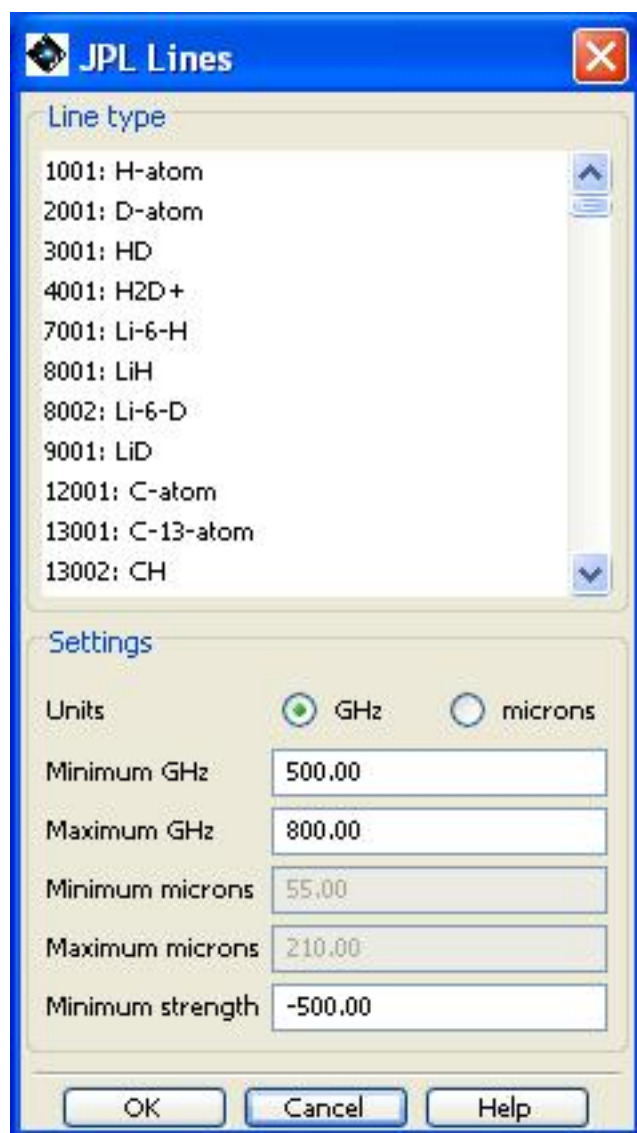 JPL Lines
Line type
1001: H-atom
2001: D-atom
3001: HD
4001: H2D+
7001: Li-6-H
8001: LiH
8002: Li-6-D
9001: LiD
12001: C-atom
13001: C-13-atom
13002: CH
Settings
Units GHz microns
Minimum GHz 500.00
Maximum GHz 800.00
Minimum microns 55.00
Maximum microns 210.00
Minimum strength -500.00
OK Cancel Help